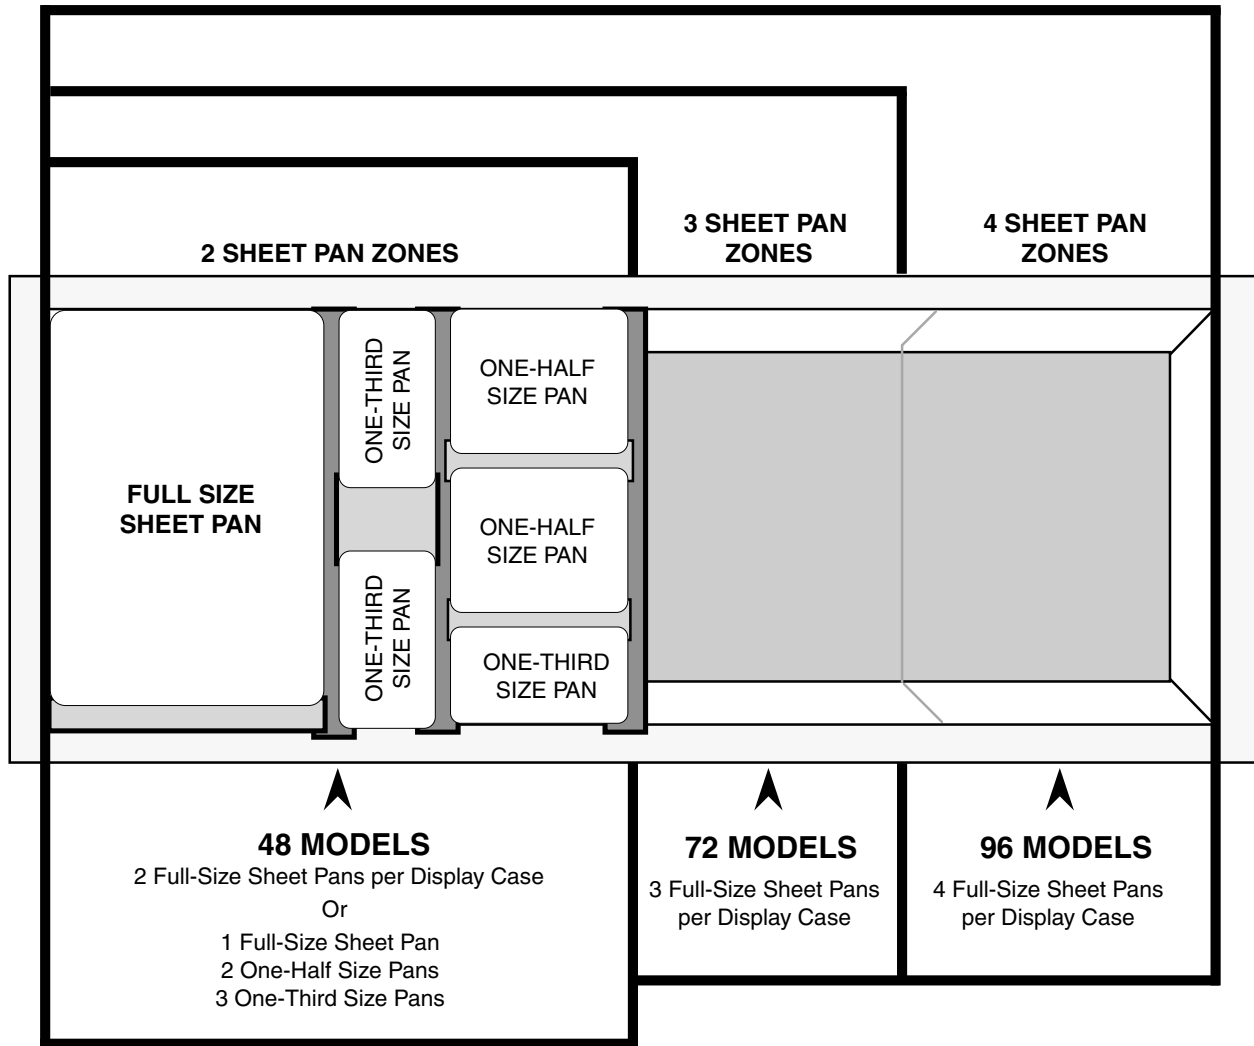 2 SHEET PAN ZONES
3 SHEET PAN
ZONES
4 SHEET PAN
ZONES
FULL SIZE
SHEET PAN
ONE-THIRD
SIZE PAN
ONE-THIRD
SIZE PAN
ONE-HALF
SIZE PAN
ONE-HALF
SIZE PAN
ONE-THIRD
SIZE PAN
48 MODELS
2 Full-Size Sheet Pans per Display Case
Or
1 Full-Size Sheet Pan
2 One-Half Size Pans
3 One-Third Size Pans
72 MODELS
3 Full-Size Sheet Pans
per Display Case
96 MODELS
4 Full-Size Sheet Pans
per Display Case